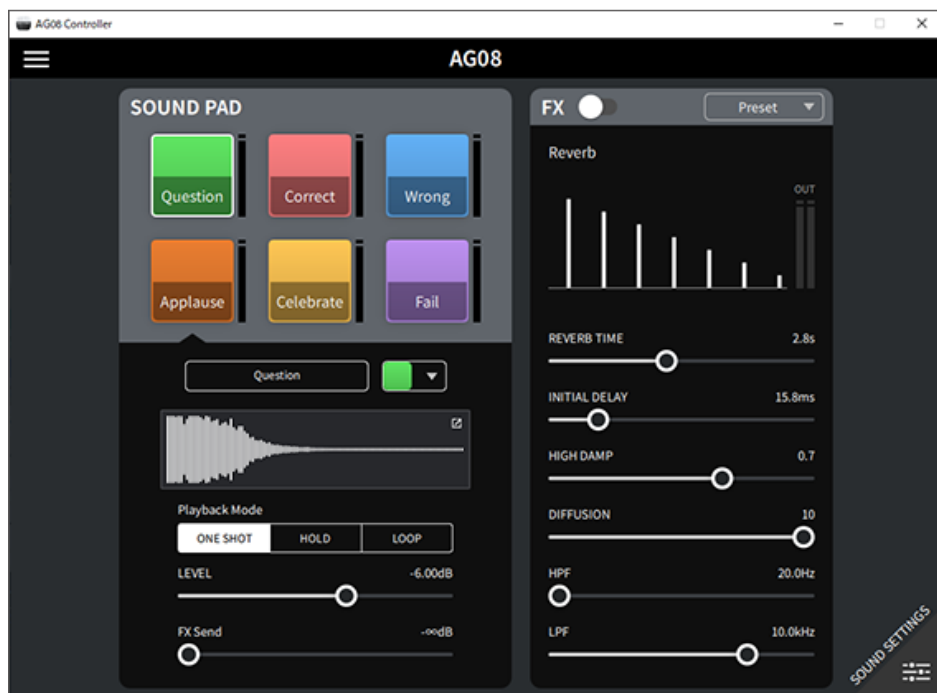 AG08 Controller
AG08
SOUND PAD
Question
Correct
Wrong
Applause
Celebrate
Fail
Question
Playback Mode
ONE SHOT HOLD LOOP
LEVEL -6.00dB
FX Send -∞dB
FX
Preset
Reverb
OUT
REVERB TIME 2.8s
INITIAL DELAY 15.8ms
HIGH DAMP 0.7
DIFFUSION 10
HPF 20.0Hz
LPF 10.0kHz
SOUND SETTINGS